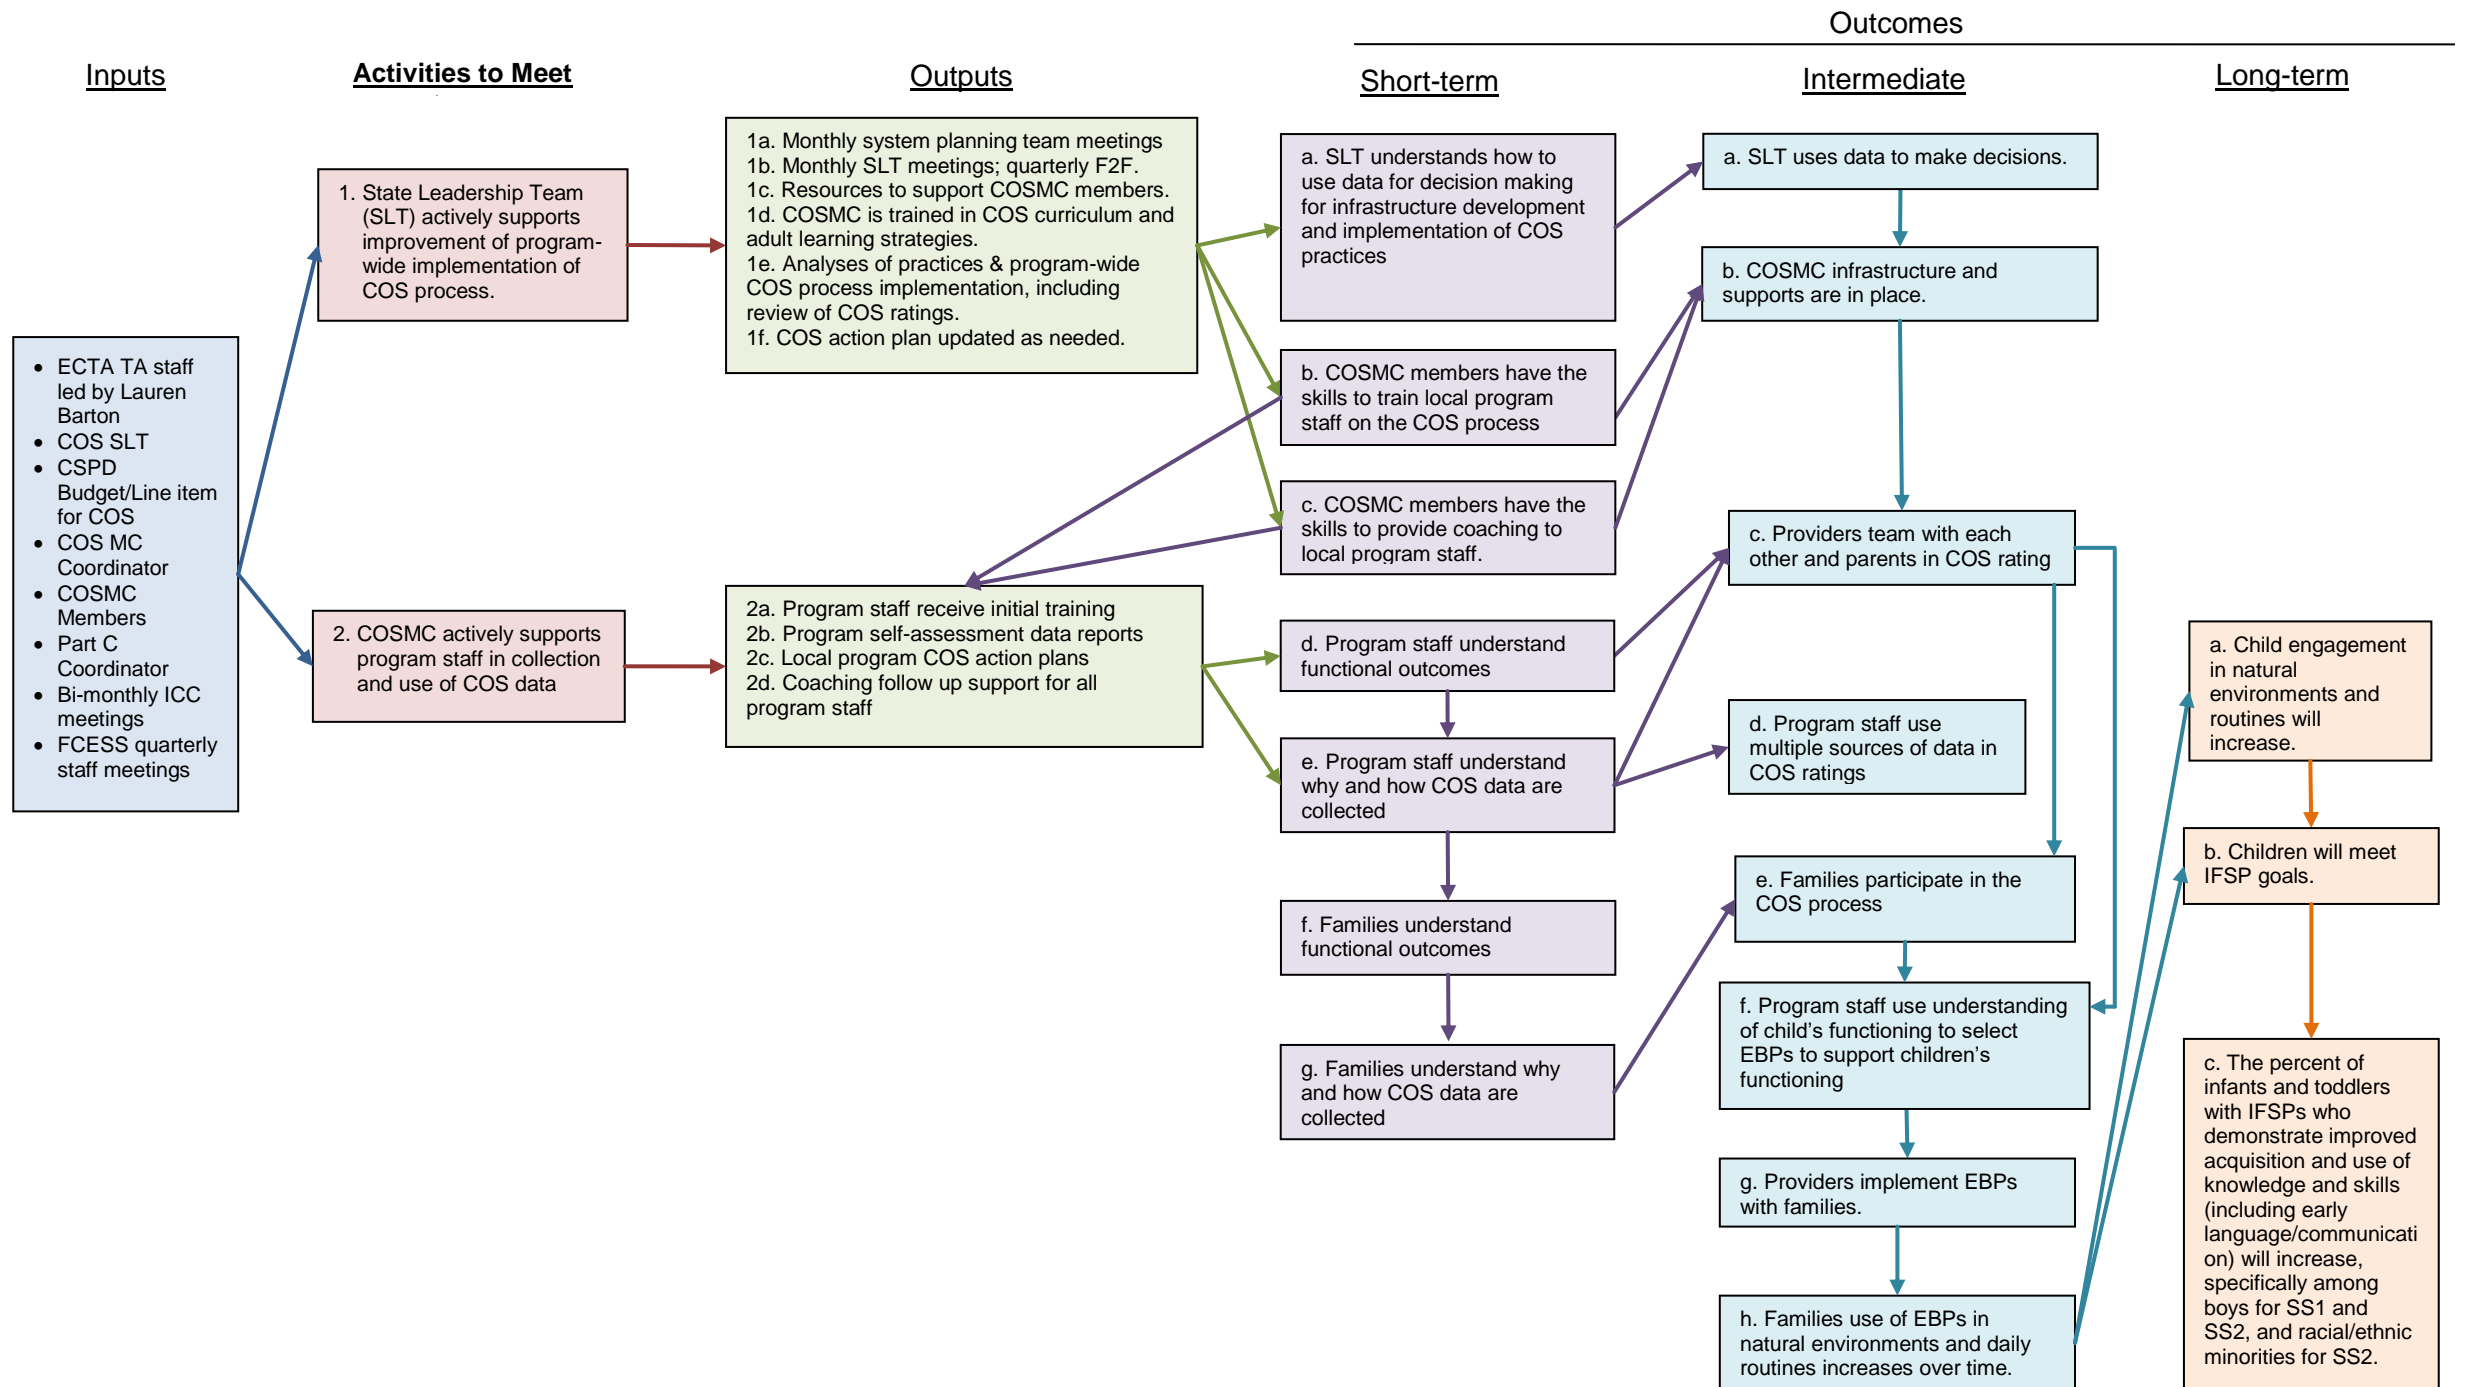 Outcomes
Inputs
Activities to Meet
Outputs
Short-term
Intermediate
Long-term
• ECTA TA staff
led by Lauren
Barton
• COS SLT
• CSPD
Budget/Line item
for COS
• COS MC
Coordinator
• COSMC
Members
• Part C
Coordinator
• Bi-monthly ICC
meetings
• FCESS quarterly
staff meetings
1. State Leadership Team
(SLT) actively supports
improvement of program-
wide implementation of
COS process.
2. COSMC actively supports
program staff in collection
and use of COS data
1a. Monthly system planning team meetings
1b. Monthly SLT meetings; quarterly F2F.
1c. Resources to support COSMC members.
1d. COSMC is trained in COS curriculum and
adult learning strategies.
1e. Analyses of practices & program-wide
COS process implementation, including
review of COS ratings.
1f. COS action plan updated as needed.
2a. Program staff receive initial training
2b. Program self-assessment data reports
2c. Local program COS action plans
2d. Coaching follow up support for all
program staff
a. SLT understands how to
use data for decision making
for infrastructure development
and implementation of COS
practices
b. COSMC members have the
skills to train local program
staff on the COS process
c. COSMC members have the
skills to provide coaching to
local program staff.
d. Program staff understand
functional outcomes
e. Program staff understand
why and how COS data are
collected
f. Families understand
functional outcomes
g. Families understand why
and how COS data are
collected
a. SLT uses data to make decisions.
b. COSMC infrastructure and
supports are in place.
c. Providers team with each
other and parents in COS rating
d. Program staff use
multiple sources of data in
COS ratings
e. Families participate in the
COS process
f. Program staff use understanding
of child’s functioning to select
EBPs to support children’s
functioning
g. Providers implement EBPs
with families.
h. Families use of EBPs in
natural environments and daily
routines increases over time.
a. Child engagement
in natural
environments and
routines will
increase.
b. Children will meet
IFSP goals.
c. The percent of
infants and toddlers
with IFSPs who
demonstrate improved
acquisition and use of
knowledge and skills
(including early
language/communicati
on) will increase,
specifically among
boys for SS1 and
SS2, and racial/ethnic
minorities for SS2.